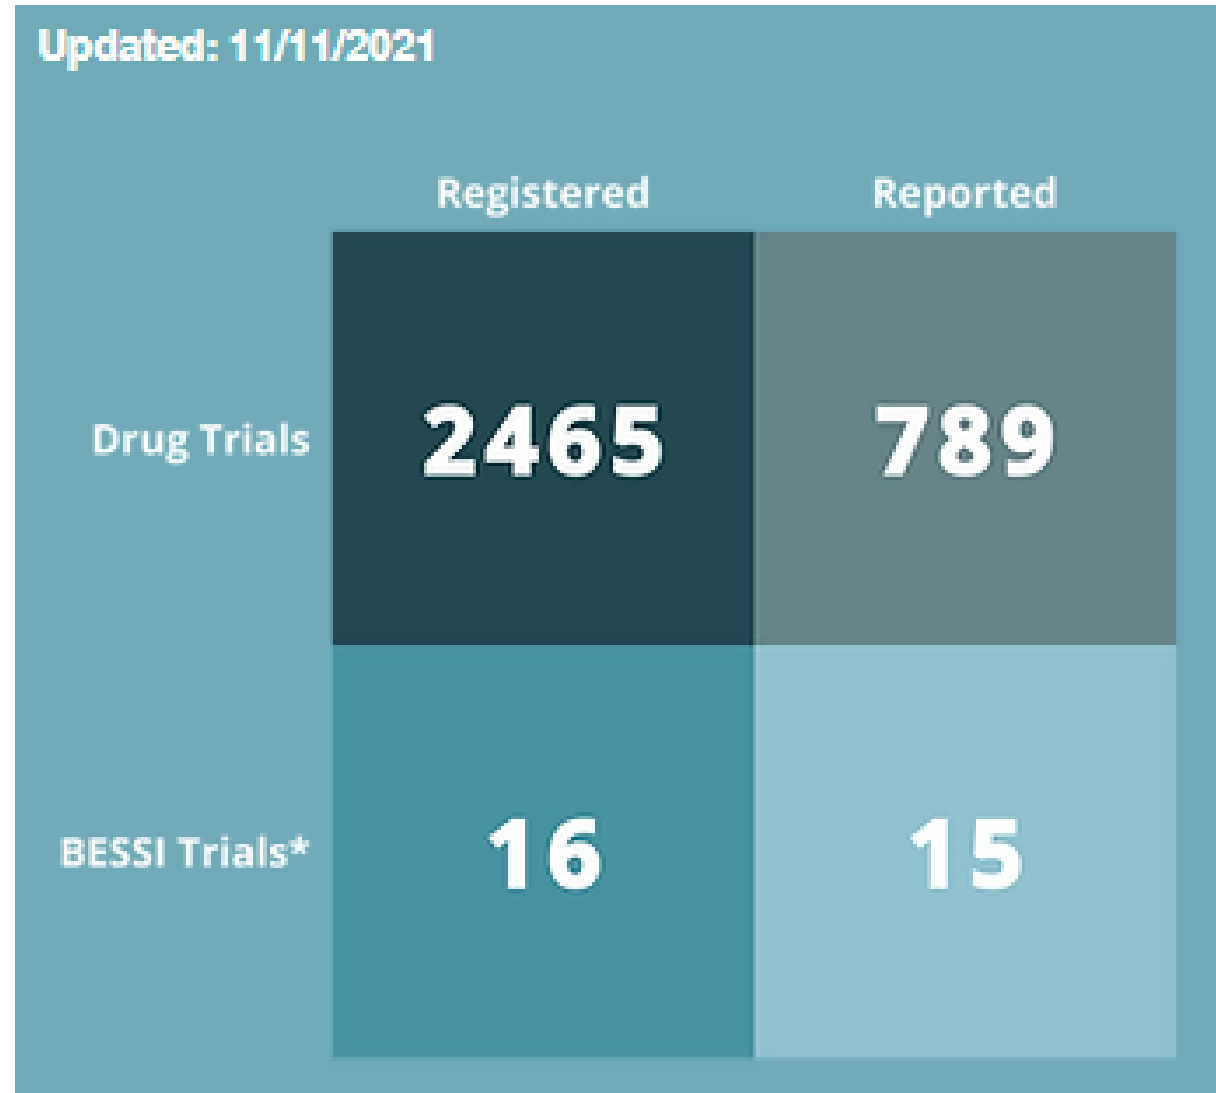 Updated: 11/11/2021
Registered Reported
Drug Trials 2465 789
BESSI Trials* 16 15